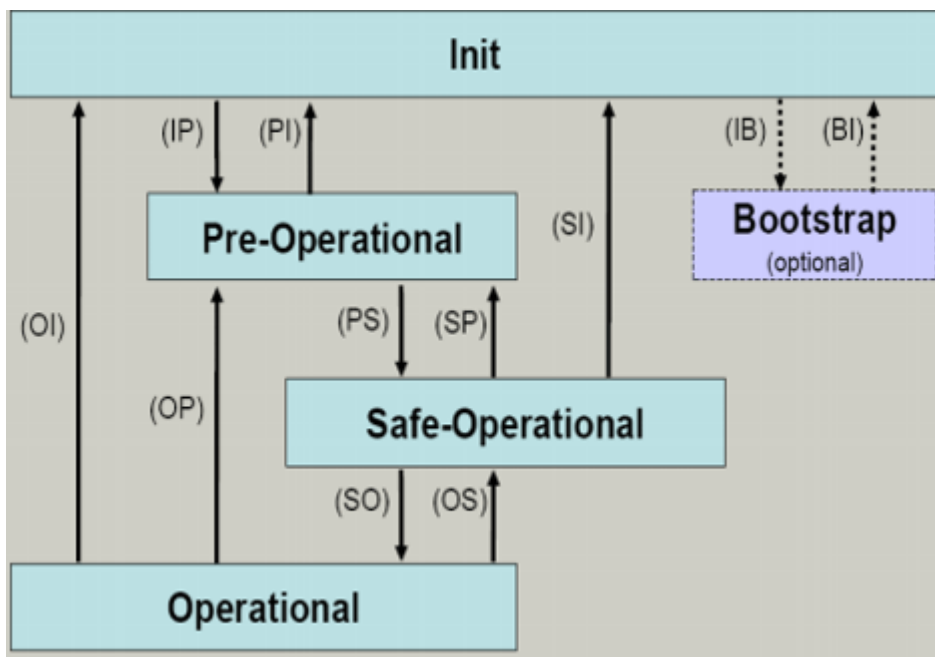 Init
(IP)
(PI)
(IB)
(BI)
Pre-Operational
(SI)
Bootstrap
(optional)
(OI)
(PS)
(SP)
(OP)
Safe-Operational
(SO)
(OS)
Operational